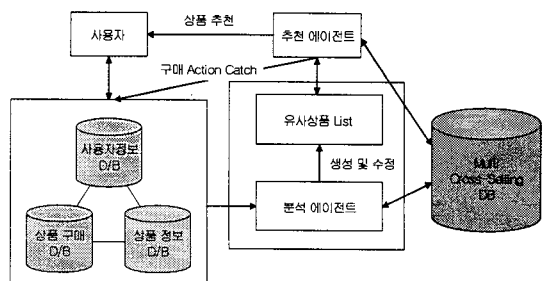 상품 추천
사용자
추천 에이전트
구매 Action Catch
유사상품 List
사용자정보
D/B
생성 및 수정
Multi
Cross-Selling
DB
분석 에이전트
상품 구매
D/B
상품 정보
D/B